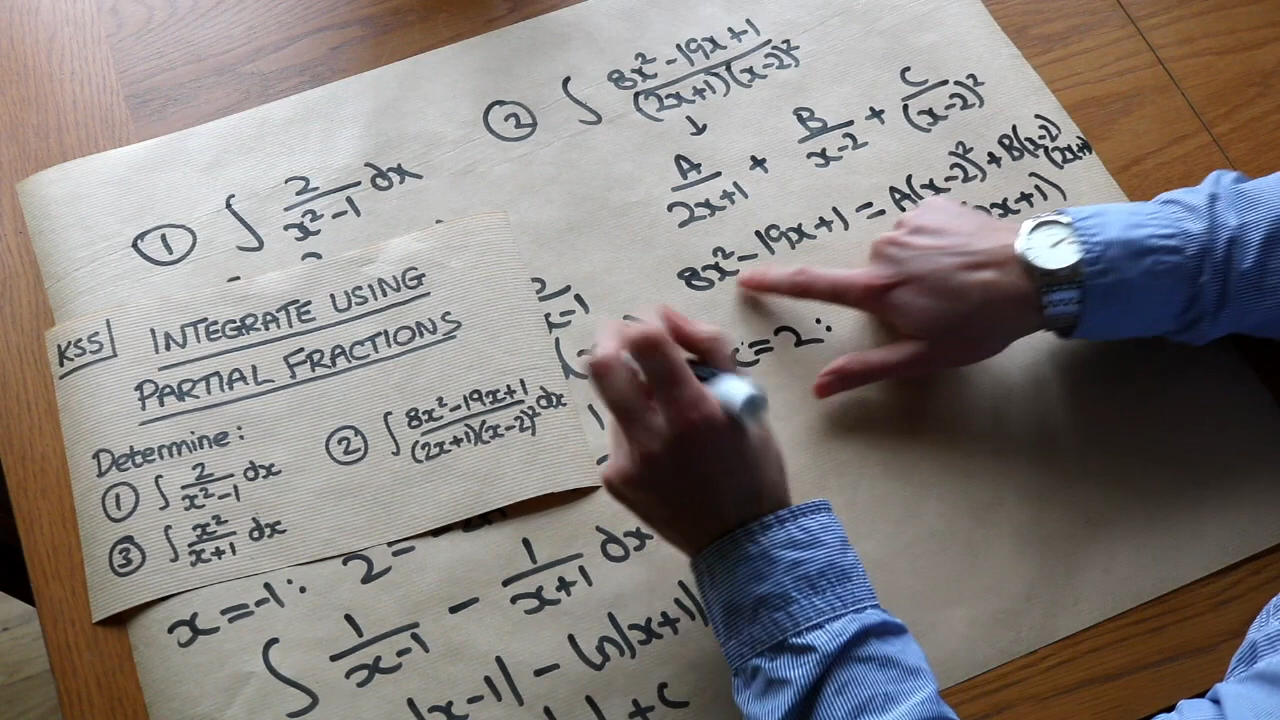 ② ∫ 8x² - 19x + 1 / (2x+1)(x-2)²
↓
A / 2x+1 + B / x-2 + C / (x-2)²
8x² - 19x + 1 = A(x-2)² + B(x-2)
(2x+1)
x+1)
= 2:
① ∫ 2 / x² - 1 dx
KS5
INTEGRATE USING
PARTIAL FRACTIONS
Determine:
① ∫ 2 / x² - 1 dx
② ∫ 8x² - 19x + 1 / (2x+1)(x-2)² dx
③ ∫ x² / x+1 dx
x = -1: 2 =
∫ 1 / x-1 - 1 / x+1 dx
|x-1| - ln|x+1|
+ c